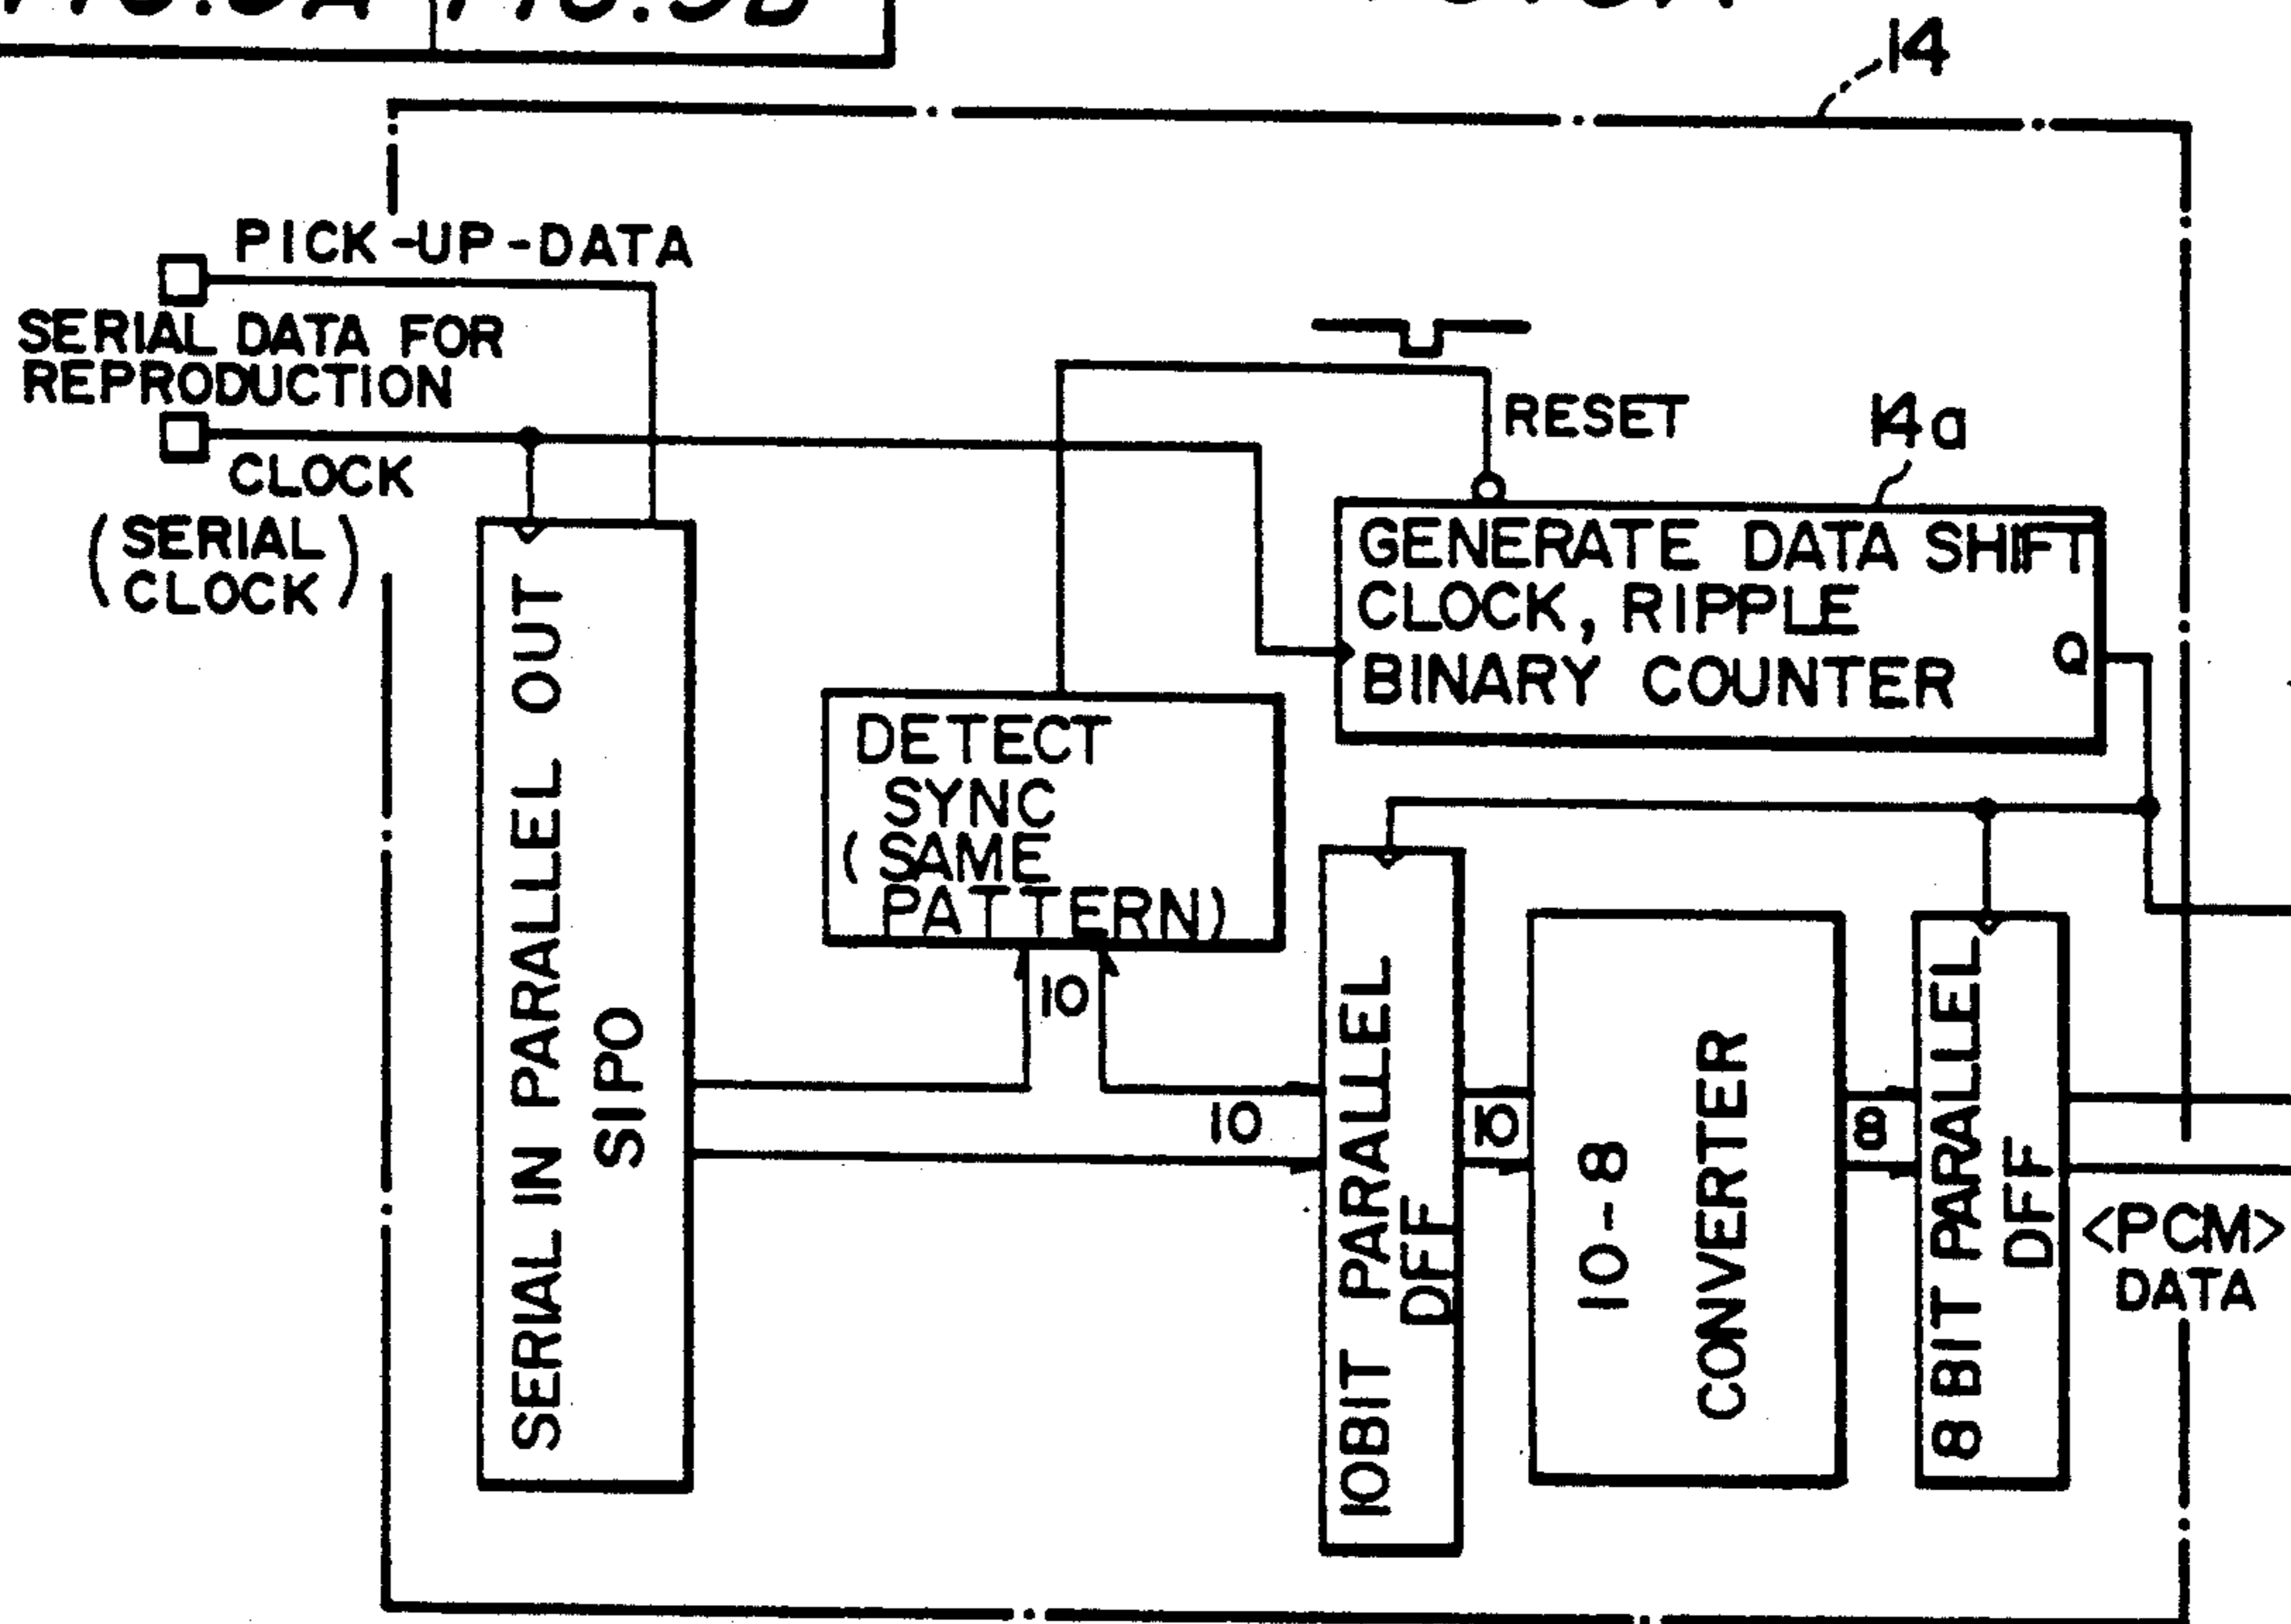 14
PICK-UP-DATA
SERIAL DATA FOR
REPRODUCTION
CLOCK
(SERIAL
CLOCK)
RESET
14a
GENERATE DATA SHIFT
CLOCK, RIPPLE
BINARY COUNTER
Q
DETECT
SYNC
(SAME
PATTERN)
SERIAL IN PARALLEL OUT
SIPO
10
10
10BIT PARALLEL
DFF
10
10-8
CONVERTER
8
8 BIT PARALLEL
DFF
<PCM>
DATA